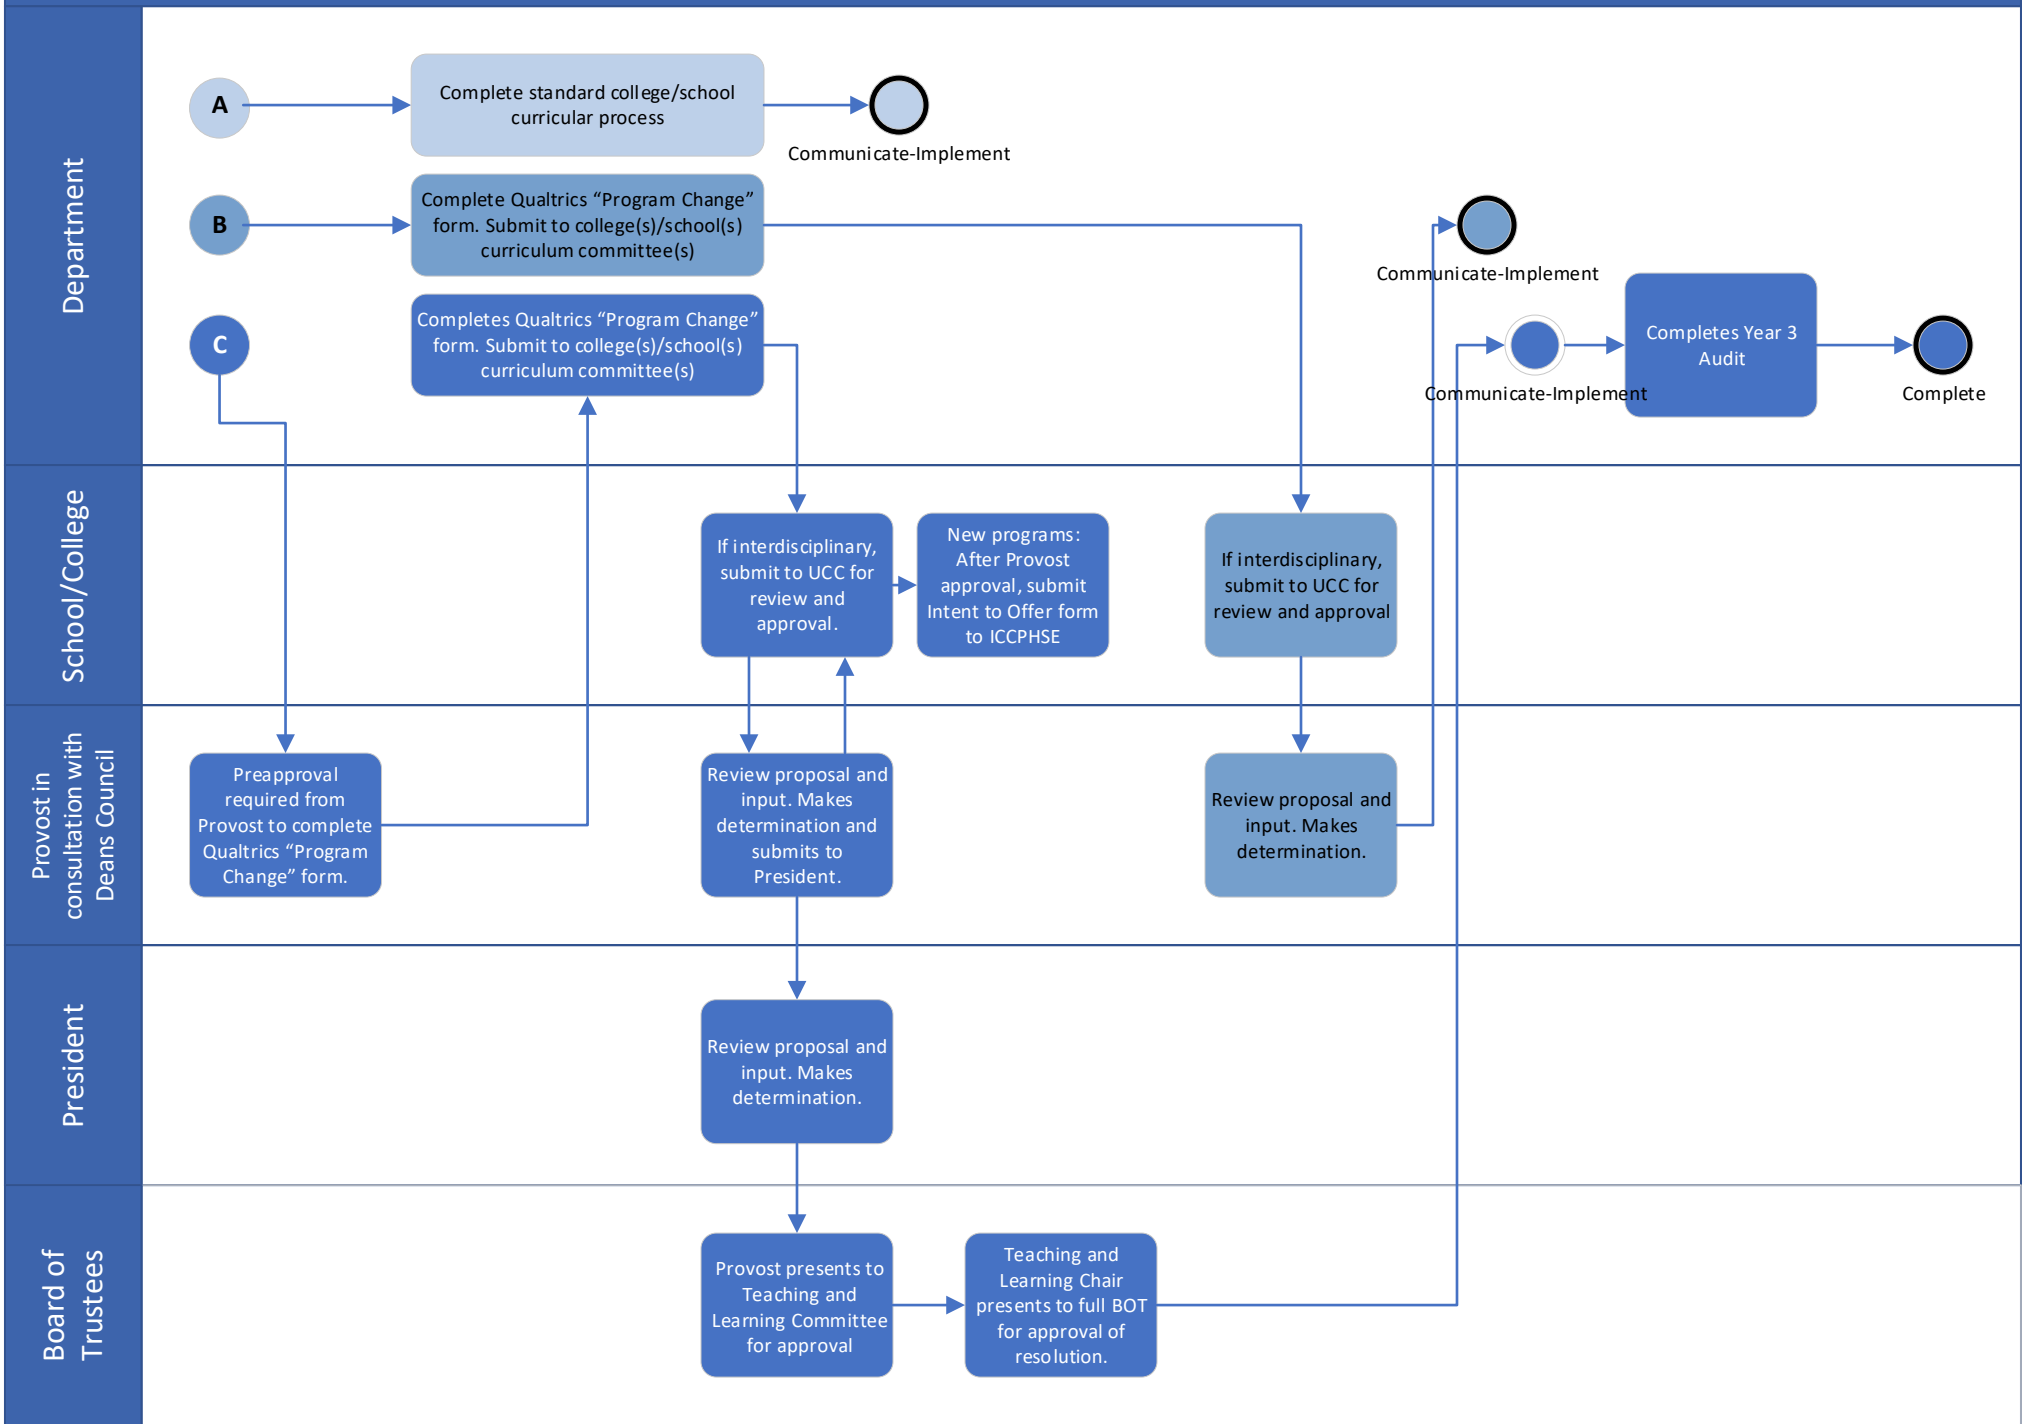 Department
A
Complete standard college/school
curricular process
Communicate-Implement
B
Complete Qualtrics “Program Change”
form. Submit to college(s)/school(s)
curriculum committee(s)
Communicate-Implement
C
Completes Qualtrics “Program Change”
form. Submit to college(s)/school(s)
curriculum committee(s)
Communicate-Implement
Completes Year 3
Audit
Complete
School/College
If interdisciplinary,
submit to UCC for
review and
approval.
New programs:
After Provost
approval, submit
Intent to Offer form
to ICCPHSE
If interdisciplinary,
submit to UCC for
review and approval
Provost in
consultation with
Deans Council
Preapproval
required from
Provost to complete
Qualtrics “Program
Change” form.
Review proposal and
input. Makes
determination and
submits to
President.
Review proposal and
input. Makes
determination.
President
Review proposal and
input. Makes
determination.
Board of
Trustees
Provost presents to
Teaching and
Learning Committee
for approval
Teaching and
Learning Chair
presents to full BOT
for approval of
resolution.